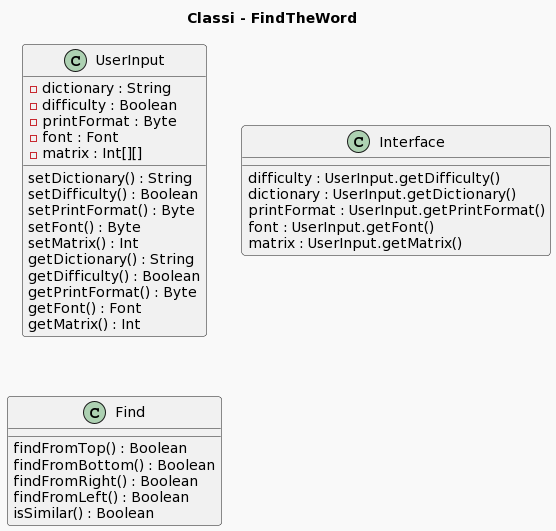 Classi - FindTheWord
C UserInput
dictionary : String
difficulty : Boolean
printFormat : Byte
font : Font
matrix : Int[][]
setDictionary() : String
setDifficulty() : Boolean
setPrintFormat() : Byte
setFont() : Byte
setMatrix() : Int
getDictionary() : String
getDifficulty() : Boolean
getPrintFormat() : Byte
getFont() : Font
getMatrix() : Int
C Interface
difficulty : UserInput.getDifficulty()
dictionary : UserInput.getDictionary()
printFormat : UserInput.getPrintFormat()
font : UserInput.getFont()
matrix : UserInput.getMatrix()
C Find
findFromTop() : Boolean
findFromBottom() : Boolean
findFromRight() : Boolean
findFromLeft() : Boolean
isSimilar() : Boolean